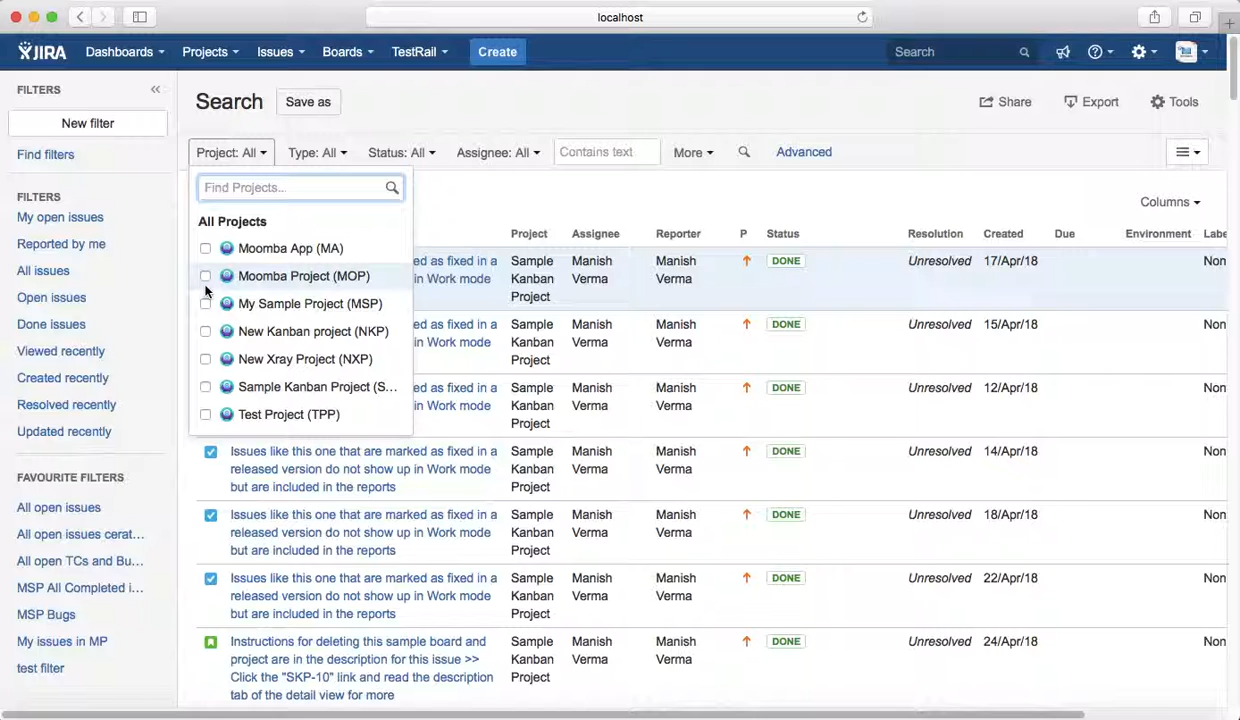 localhost
JIRA Dashboards Projects Issues Boards TestRail Create Search
FILTERS
New filter
Find filters
FILTERS
My open issues
Reported by me
All issues
Open issues
Done issues
Viewed recently
Created recently
Resolved recently
Updated recently
FAVOURITE FILTERS
All open issues
All open issues cerat...
All open TCs and Bu...
MSP All Completed i...
MSP Bugs
My issues in MP
test filter
Search Save as Share Export Tools
Project: All Type: All Status: All Assignee: All Contains text More Advanced
Find Projects...
All Projects
Moomba App (MA)
Moomba Project (MOP)
My Sample Project (MSP)
New Kanban project (NKP)
New Xray Project (NXP)
Sample Kanban Project (S...
Test Project (TPP)
Columns
Project Assignee Reporter P Status Resolution Created Due Environment Labe
ed as fixed in a Sample Manish Manish DONE Unresolved 17/Apr/18 Non
in Work mode Kanban Verma Verma
Project
ed as fixed in a Sample Manish Manish DONE Unresolved 15/Apr/18 Non
in Work mode Kanban Verma Verma
Project
ed as fixed in a Sample Manish Manish DONE Unresolved 12/Apr/18 Non
in Work mode Kanban Verma Verma
Project
Issues like this one that are marked as fixed in a Sample Manish Manish DONE Unresolved 14/Apr/18 Non
released version do not show up in Work mode Kanban Verma Verma
but are included in the reports Project
Issues like this one that are marked as fixed in a Sample Manish Manish DONE Unresolved 18/Apr/18 Non
released version do not show up in Work mode Kanban Verma Verma
but are included in the reports Project
Issues like this one that are marked as fixed in a Sample Manish Manish DONE Unresolved 22/Apr/18 Non
released version do not show up in Work mode Kanban Verma Verma
but are included in the reports Project
Instructions for deleting this sample board and Sample Manish Manish DONE Unresolved 24/Apr/18 Non
project are in the description for this issue >> Kanban Verma Verma
Click the "SKP-10" link and read the description Project
tab of the detail view for more